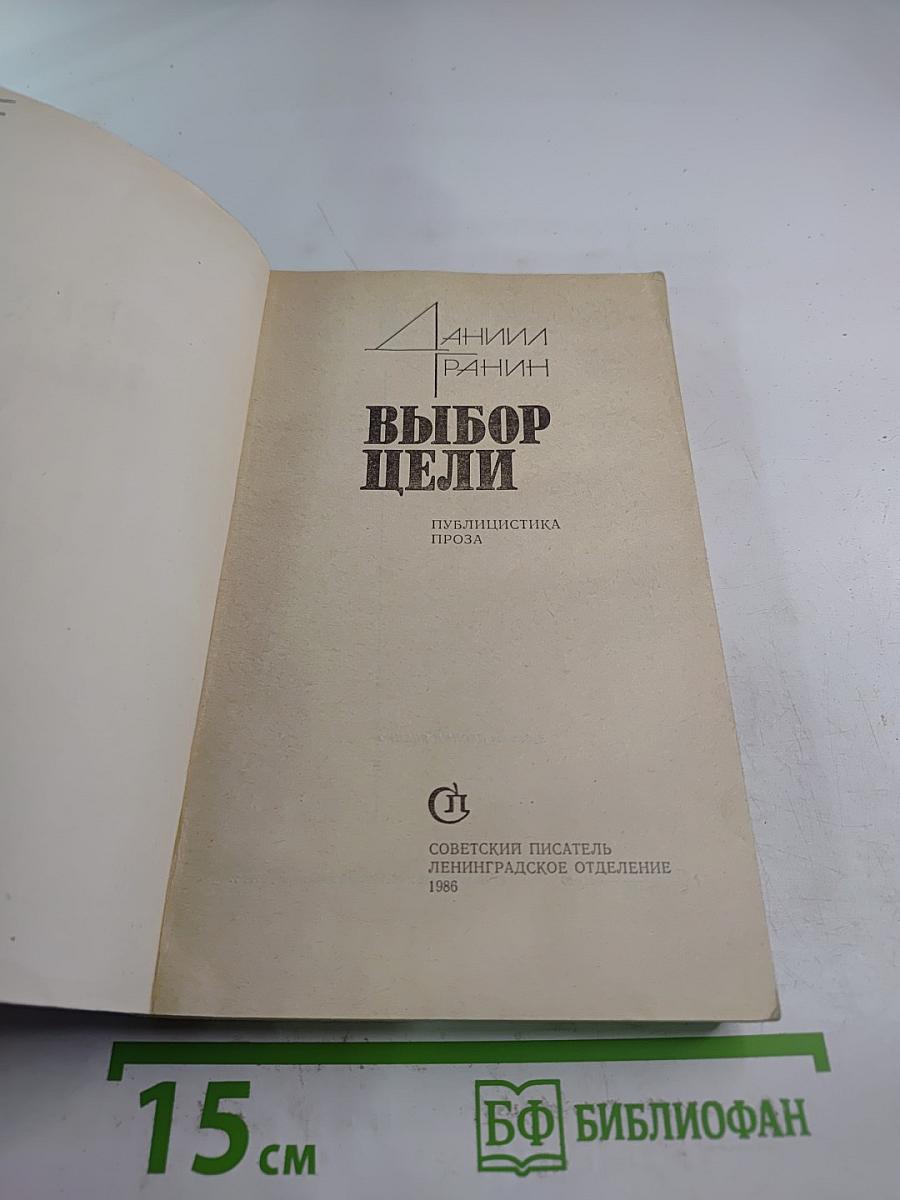 ДАНИИЛ
ГРАНИН
ВЫБОР
ЦЕЛИ
ПУБЛИЦИСТИКА
ПРОЗА
СП
СОВЕТСКИЙ ПИСАТЕЛЬ
ЛЕНИНГРАДСКОЕ ОТДЕЛЕНИЕ
1986
15 см
БФ БИБЛИОФАН